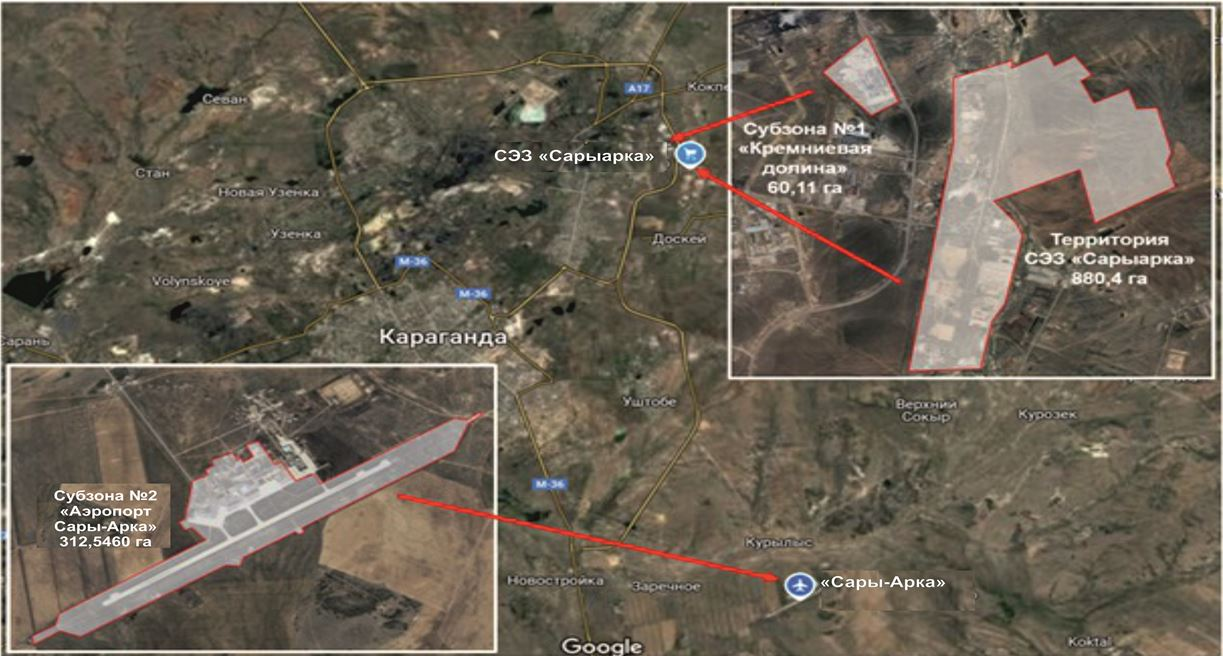 Севан
Стан
Новая Узенка
Узенка
Volynskoye
A17
СЭЗ «Сарыарка»
Доскей
M-36
M-36
Караганда
Субзона №1
«Кремниевая
долина»
60,11 га
Территория
СЭЗ «Сарыарка»
880,4 га
Уштобе
Верхний
Сокыр
Курозек
M-36
Субзона №2
«Аэропорт
Сары-Арка»
312,5460 га
Курылыс
Новостройка
Заречное
«Сары-Арка»
Google
Koktal